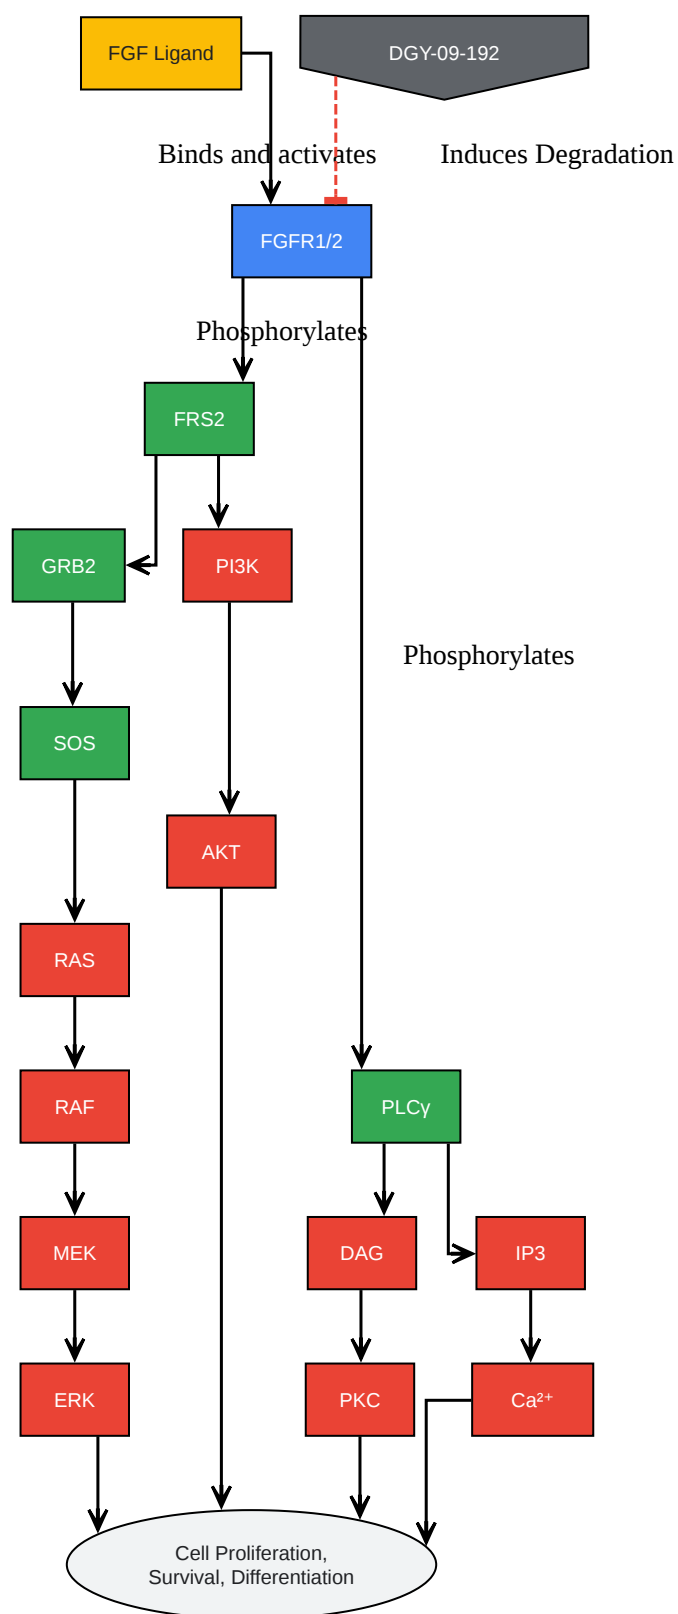 FGF Ligand
DGY-09-192
Binds and activates
Induces Degradation
FGFR1/2
Phosphorylates
FRS2
GRB2
PI3K
Phosphorylates
SOS
AKT
RAS
RAF
PLCγ
MEK
DAG
IP3
ERK
PKC
Ca²⁺
Cell Proliferation,
Survival, Differentiation